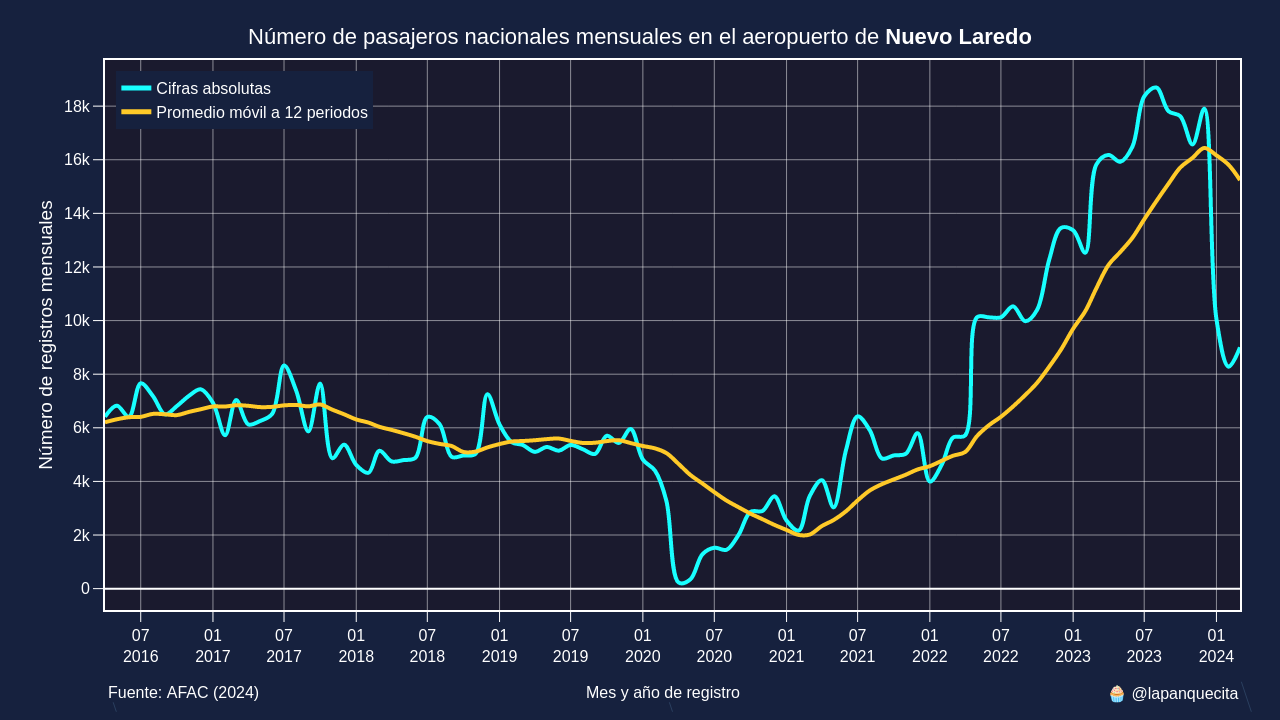 Número de pasajeros nacionales mensuales en el aeropuerto de Nuevo Laredo
Cifras absolutas
Promedio móvil a 12 periodos
Número de registros mensuales
18k
16k
14k
12k
10k
8k
6k
4k
2k
0
07 01 07 01 07 01 07 01 07 01 07 01 07 01 07 01
2016 2017 2017 2018 2018 2019 2019 2020 2020 2021 2021 2022 2022 2023 2023 2024
Fuente: AFAC (2024) Mes y año de registro 🧁 @lapanquecita